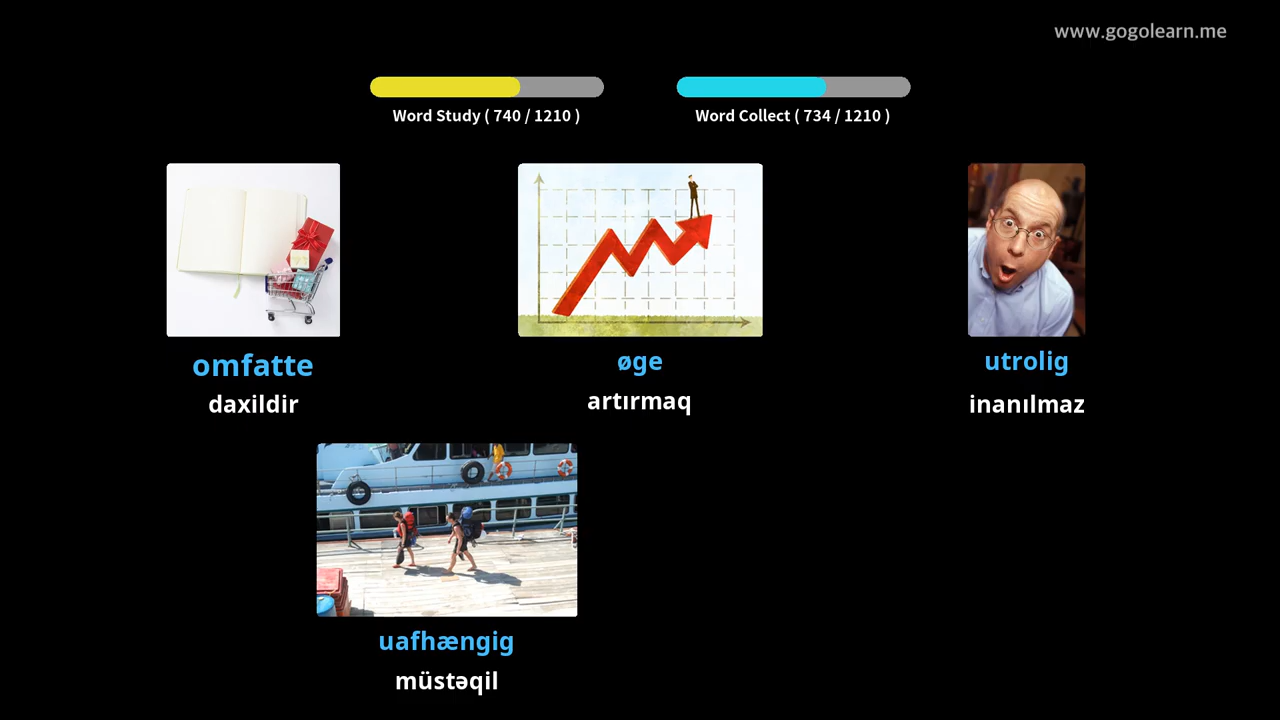 www.gogolearn.me
Word Study ( 740 / 1210 )
Word Collect ( 734 / 1210 )
omfatte
daxildir
øge
artırmaq
utrolig
inanılmaz
uafhængig
müstəqil